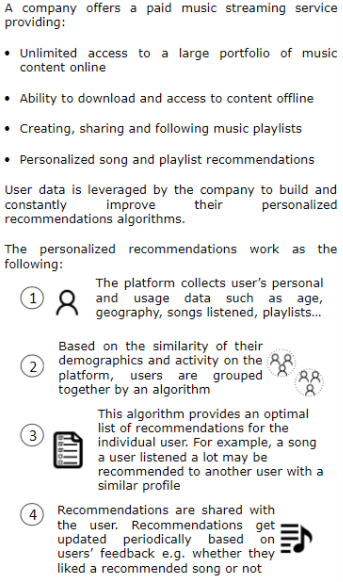 A company offers a paid music streaming service
providing:
• Unlimited access to a large portfolio of music
content online
• Ability to download and access to content offline
• Creating, sharing and following music playlists
• Personalized song and playlist recommendations
User data is leveraged by the company to build and
constantly improve their personalized
recommendations algorithms.
The personalized recommendations work as the
following:
1
The platform collects user's personal
and usage data such as age,
geography, songs listened, playlists...
2
Based on the similarity of their
demographics and activity on the
platform, users are grouped
together by an algorithm
3
This algorithm provides an optimal
list of recommendations for the
individual user. For example, a song
a user listened a lot may be
recommended to another user with a
similar profile
4
Recommendations are shared with
the user. Recommendations get
updated periodically based on
users' feedback e.g. whether they
liked a recommended song or not